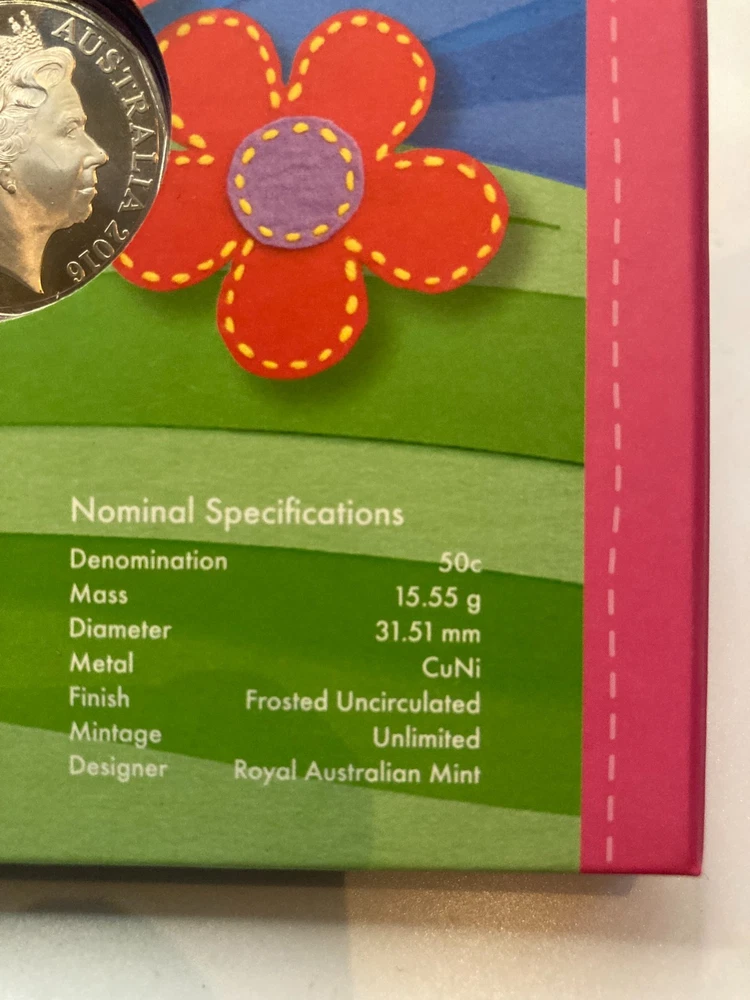 AUSTRALIA 2016
Nominal Specifications
Denomination 50c
Mass 15.55 g
Diameter 31.51 mm
Metal CuNi
Finish Frosted Uncirculated
Mintage Unlimited
Designer Royal Australian Mint